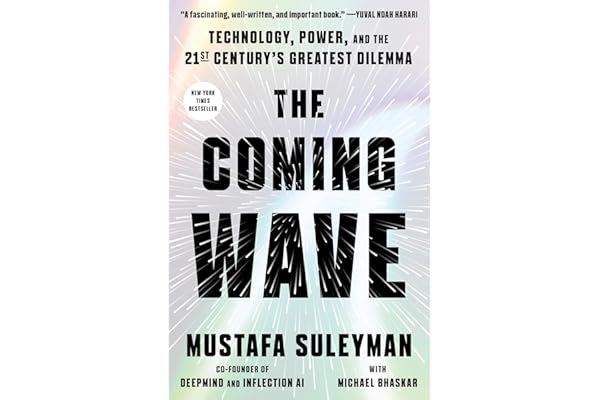 "A fascinating, well-written, and important book." —YUVAL NOAH HARARI
TECHNOLOGY, POWER, AND THE
21ST CENTURY'S GREATEST DILEMMA
NEW YORK
TIMES
BESTSELLER
THE
COMING
WAVE
MUSTAFA SULEYMAN
CO-FOUNDER OF
DEEPMIND AND INFLECTION AI
WITH
MICHAEL BHASKAR